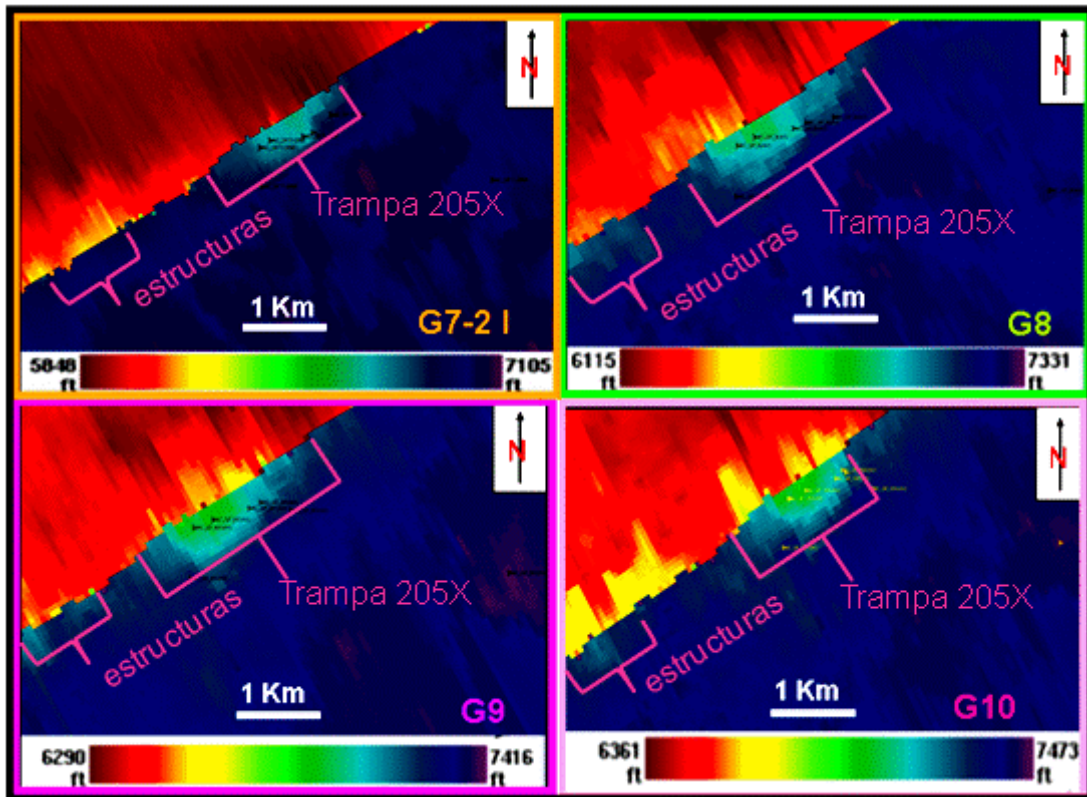 N
Trampa 205X
estructuras
1 Km
G7-2 I
5848 ft
7105 ft
N
Trampa 205X
estructuras
1 Km
G8
6115 ft
7331 ft
N
Trampa 205X
estructuras
1 Km
G9
6290 ft
7416 ft
N
Trampa 205X
estructuras
1 Km
G10
6361 ft
7473 ft